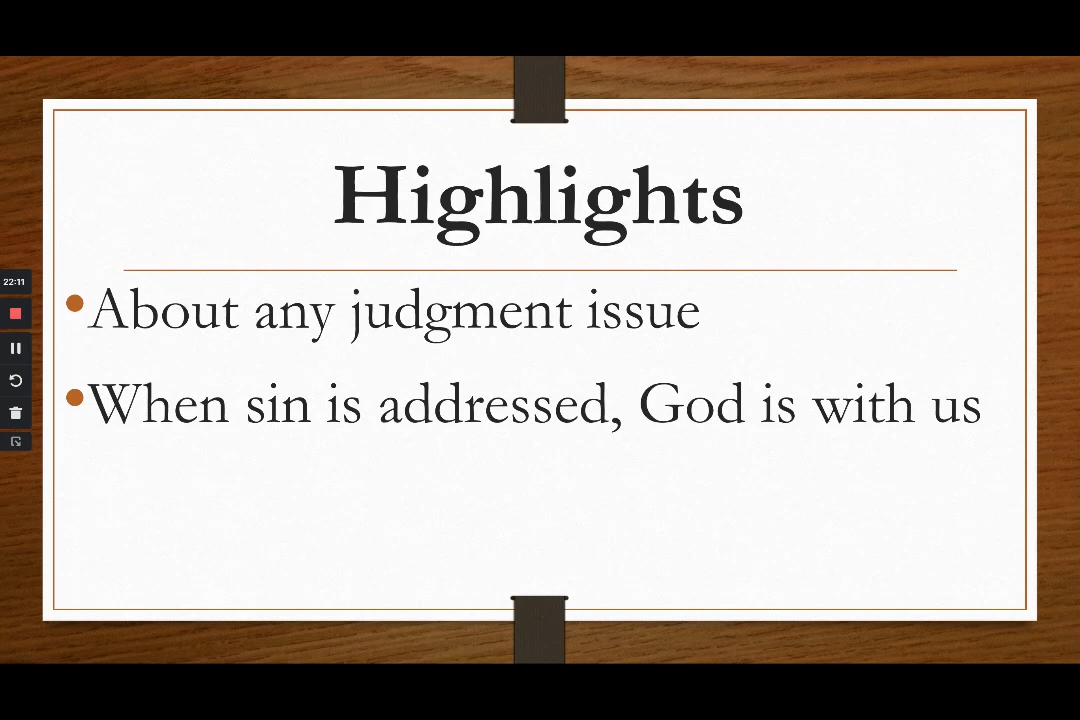 Highlights
22:11
•About any judgment issue
•When sin is addressed, God is with us